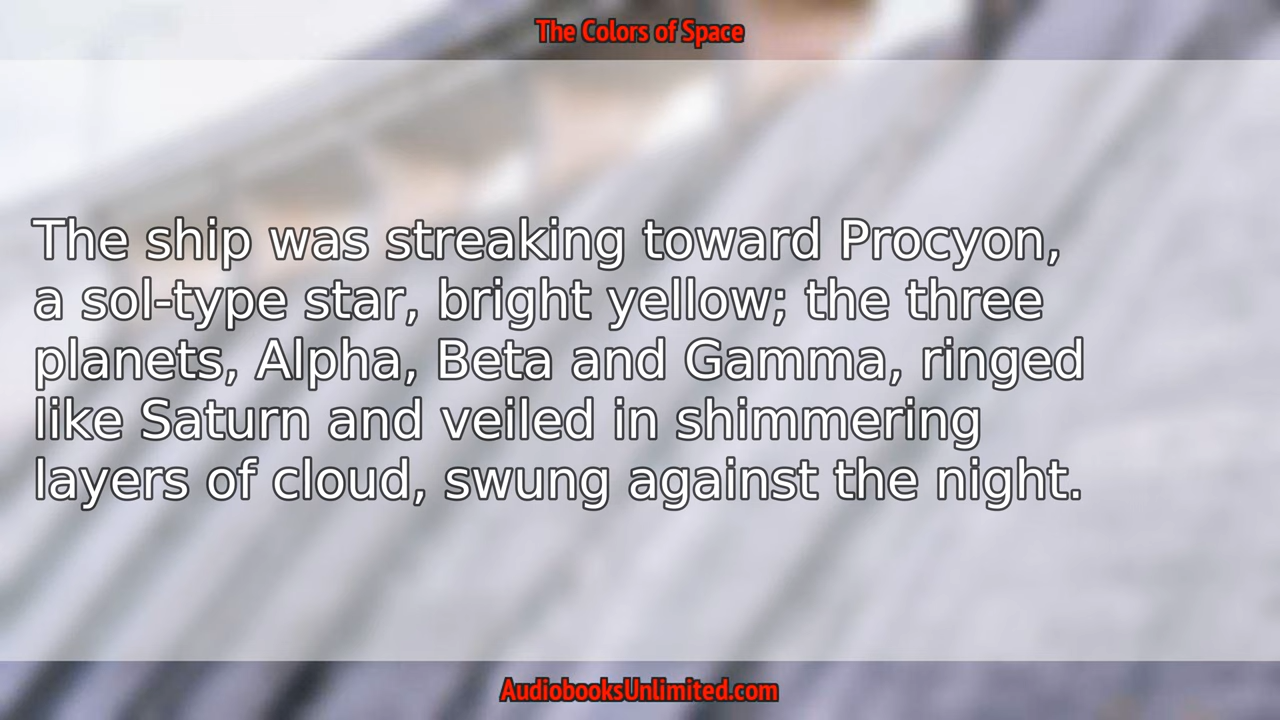 The Colors of Space
The ship was streaking toward Procyon,
a sol-type star, bright yellow; the three
planets, Alpha, Beta and Gamma, ringed
like Saturn and veiled in shimmering
layers of cloud, swung against the night.
AudiobooksUnlimited.com